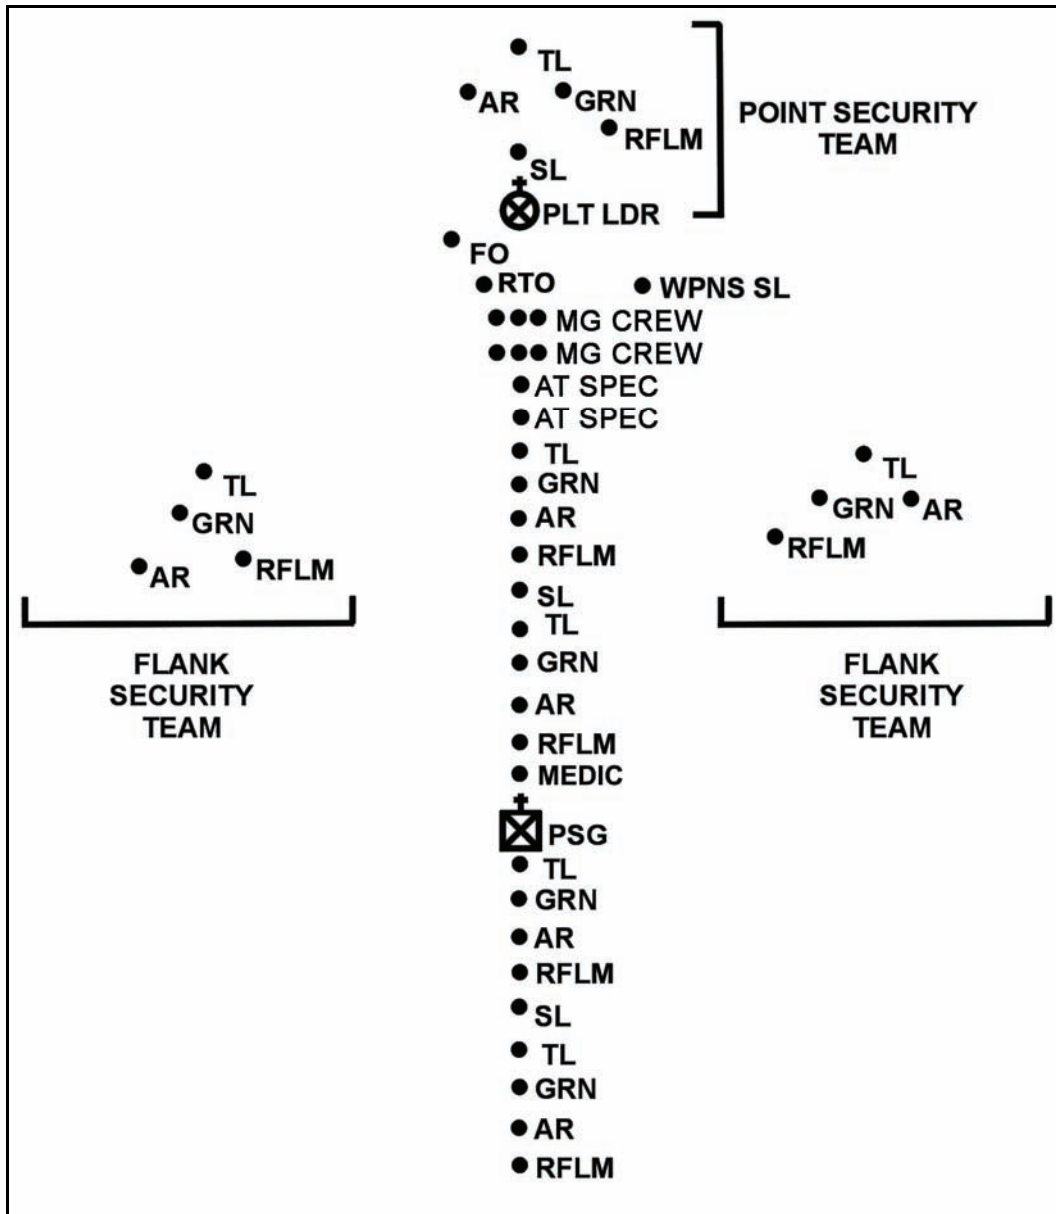 TL
AR
GRN
RFLM
POINT SECURITY
TEAM
SL
PLT LDR
FO
RTO
WPNS SL
MG CREW
MG CREW
AT SPEC
AT SPEC
TL
GRN
AR
RFLM
SL
TL
GRN
AR
RFLM
MEDIC
PSG
TL
GRN
AR
RFLM
SL
TL
GRN
AR
RFLM
TL
GRN
AR
RFLM
FLANK
SECURITY
TEAM
TL
GRN
AR
RFLM
FLANK
SECURITY
TEAM